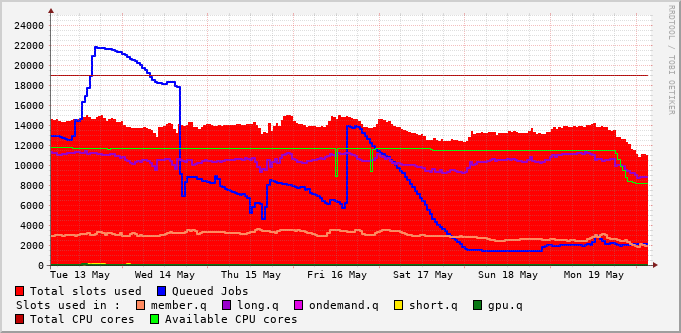 RRDTOOL / TOBI OETIKER
24000
22000
20000
18000
16000
14000
12000
10000
8000
6000
4000
2000
0
Tue 13 May Wed 14 May Thu 15 May Fri 16 May Sat 17 May Sun 18 May Mon 19 May
Total slots used Queued Jobs
Slots used in : member.q long.q ondemand.q short.q gpu.q
Total CPU cores Available CPU cores